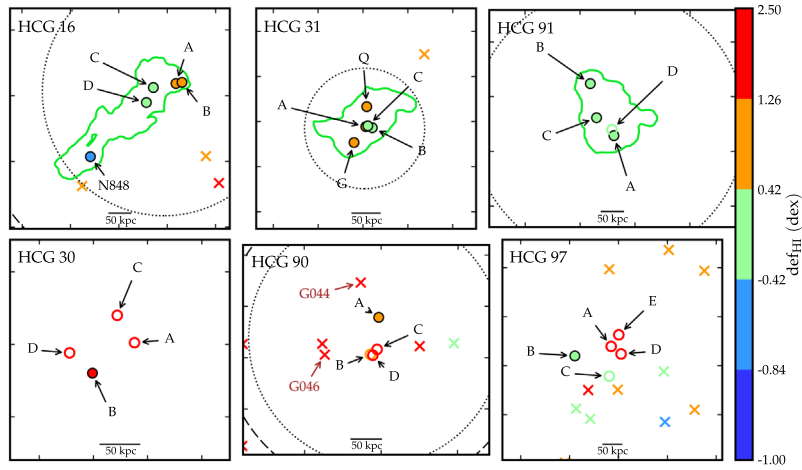 HCG 16
C
A
D
B
N848
50 kpc
HCG 31
Q
C
A
B
G
50 kpc
HCG 91
B
D
C
A
50 kpc
HCG 30
C
A
D
B
50 kpc
HCG 90
G044
A
C
B
D
G046
50 kpc
HCG 97
E
A
B
D
C
50 kpc
2.50
1.26
0.42
-0.42
-0.84
-1.00
defHI (dex)